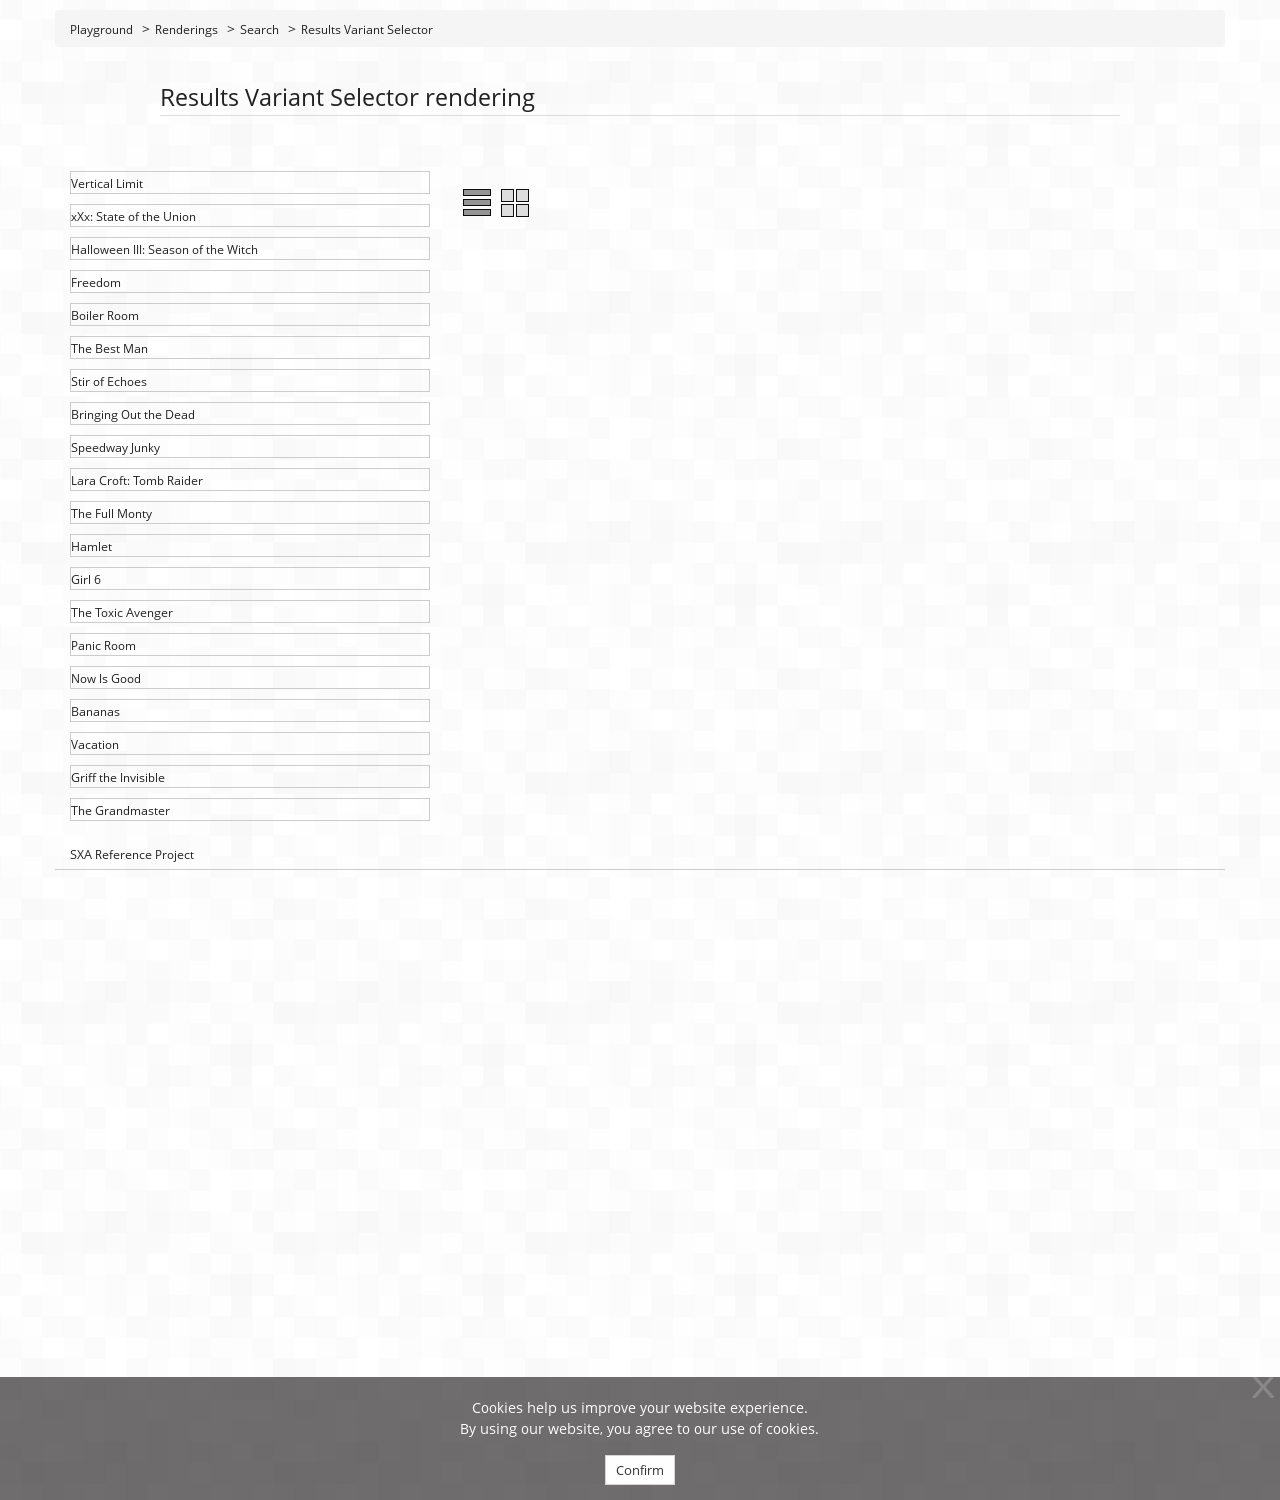 Playground > Renderings > Search > Results Variant Selector
Results Variant Selector rendering
Vertical Limit
xXx: State of the Union
Halloween III: Season of the Witch
Freedom
Boiler Room
The Best Man
Stir of Echoes
Bringing Out the Dead
Speedway Junky
Lara Croft: Tomb Raider
The Full Monty
Hamlet
Girl 6
The Toxic Avenger
Panic Room
Now Is Good
Bananas
Vacation
Griff the Invisible
The Grandmaster
SXA Reference Project
Cookies help us improve your website experience.
By using our website, you agree to our use of cookies.
Confirm